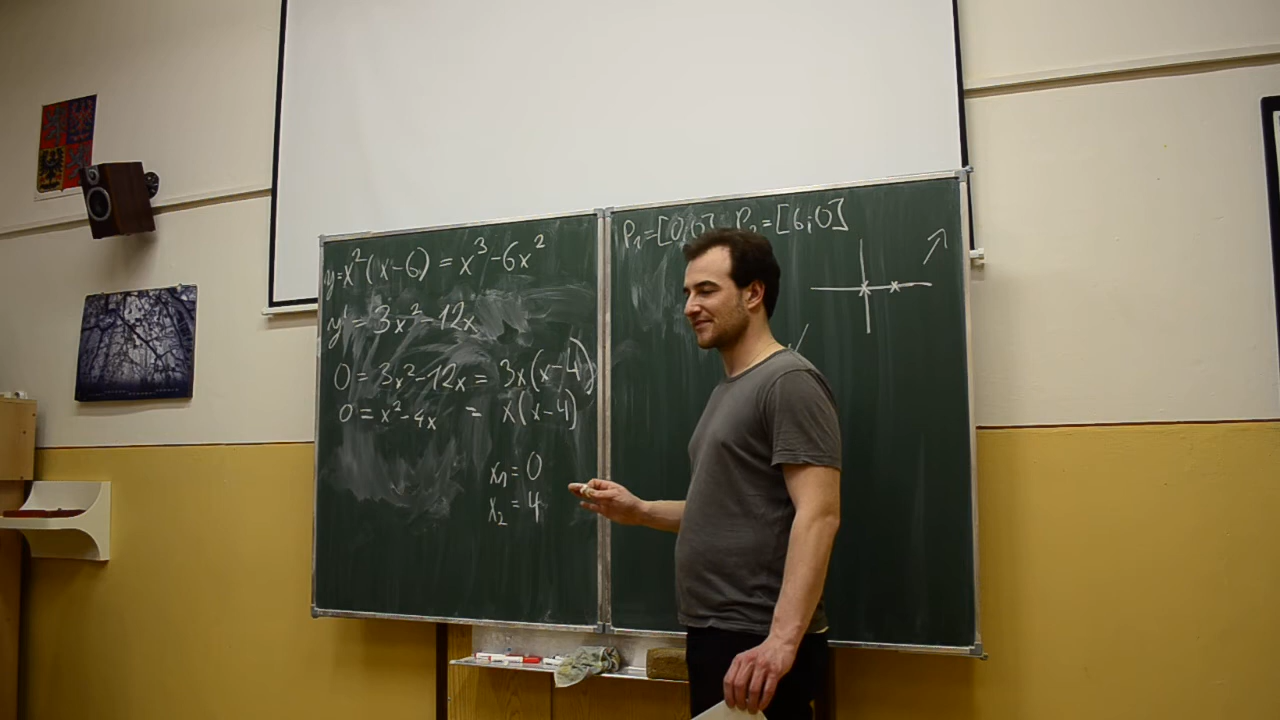 y=x²(x-6) = x³-6x²
y' = 3x²-12x
0 = 3x²-12x = 3x(x-4)
0 = x²-4x = x(x-4)
x₁=0
x₂=4
P₁=[0;0] P₂=[6;0]